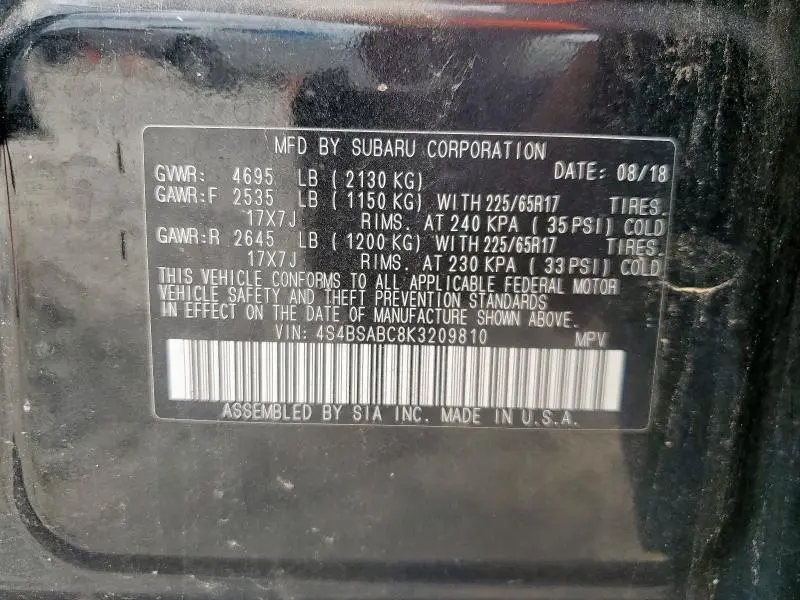 MFD BY SUBARU CORPORATION
GVWR: 4695 LB ( 2130 KG) DATE: 08/18
GAWR:F 2535 LB ( 1150 KG) WITH 225/65R17 TIRES.
17X7J RIMS. AT 240 KPA ( 35 PSI) COLD
GAWR:R 2645 LB ( 1200 KG) WITH 225/65R17 TIRES.
17X7J RIMS. AT 230 KPA ( 33 PSI) COLD
THIS VEHICLE CONFORMS TO ALL APPLICABLE FEDERAL MOTOR
VEHICLE SAFETY AND THEFT PREVENTION STANDARDS
IN EFFECT ON THE DATE OF MANUFACTURE SHOWN ABOVE.
VIN: 4S4BSABC8K3209810 MPV
ASSEMBLED BY SIA INC. MADE IN U.S.A.